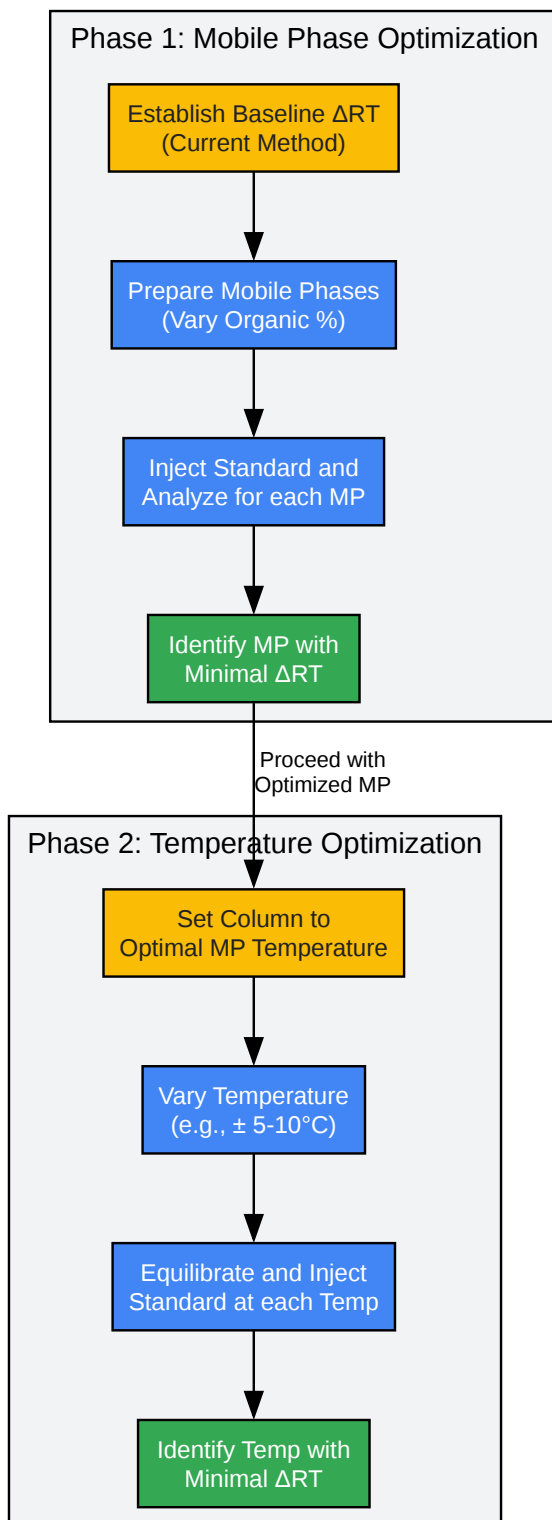 Phase 1: Mobile Phase Optimization
Establish Baseline ΔRT
(Current Method)
Prepare Mobile Phases
(Vary Organic %)
Inject Standard and
Analyze for each MP
Identify MP with
Minimal ΔRT
Proceed with
Optimized MP
Phase 2: Temperature Optimization
Set Column to
Optimal MP Temperature
Vary Temperature
(e.g., ± 5-10°C)
Equilibrate and Inject
Standard at each Temp
Identify Temp with
Minimal ΔRT